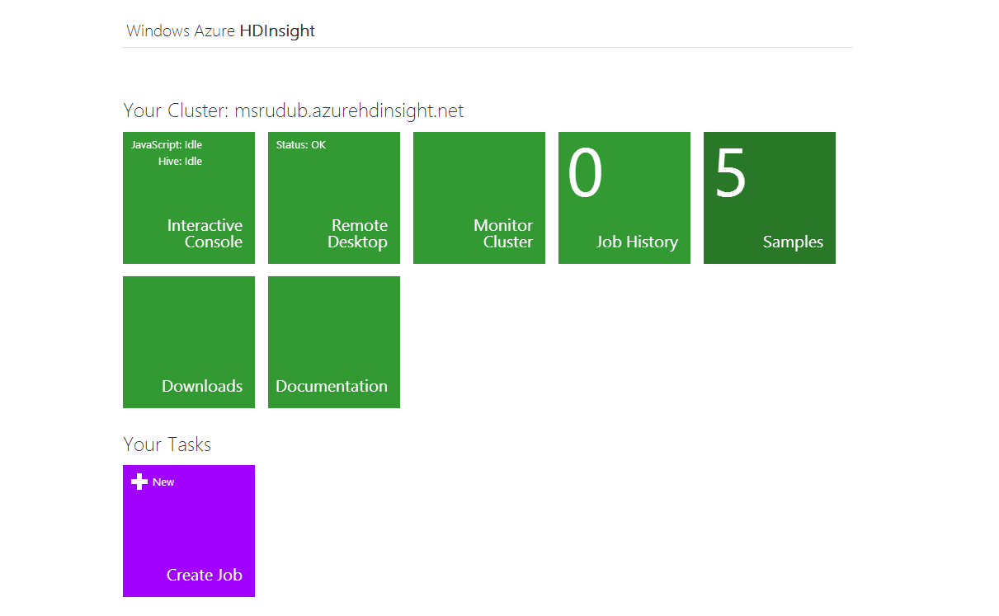 Windows Azure HDInsight
Your Cluster: msrudub.azurehdinsight.net
JavaScript: Idle
Hive: Idle
Interactive
Console
Status: OK
Remote
Desktop
Monitor
Cluster
0
Job History
5
Samples
Downloads
Documentation
Your Tasks
New
Create Job